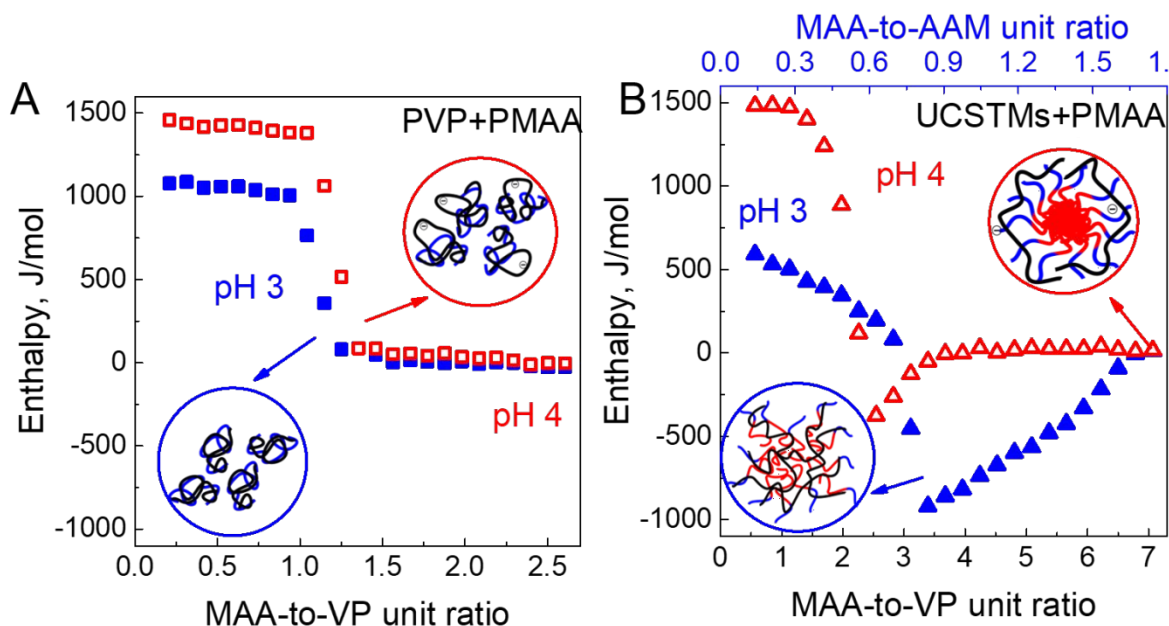 A
PVP+PMAA
pH 3
pH 4
Enthalpy, J/mol
1500
1000
500
0
-500
-1000
0.0 0.5 1.0 1.5 2.0 2.5
MAA-to-VP unit ratio
MAA-to-AAM unit ratio
0.0 0.3 0.6 0.9 1.2 1.
B
UCSTMs+PMAA
pH 4
pH 3
Enthalpy, J/mol
1500
1000
500
0
-500
-1000
0 1 2 3 4 5 6 7
MAA-to-VP unit ratio